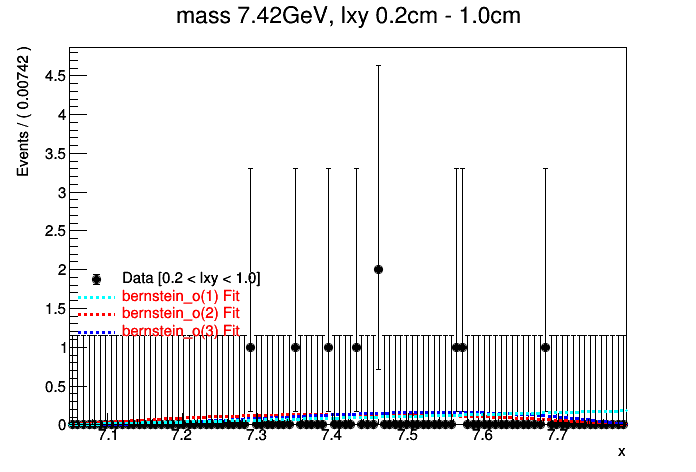 mass 7.42GeV, lxy 0.2cm - 1.0cm
Events / ( 0.00742 )
4.5
4
3.5
3
2.5
2
1.5
1
0.5
0
Data [0.2 < lxy < 1.0]
bernstein_o(1) Fit
bernstein_o(2) Fit
bernstein_o(3) Fit
7.1 7.2 7.3 7.4 7.5 7.6 7.7
x